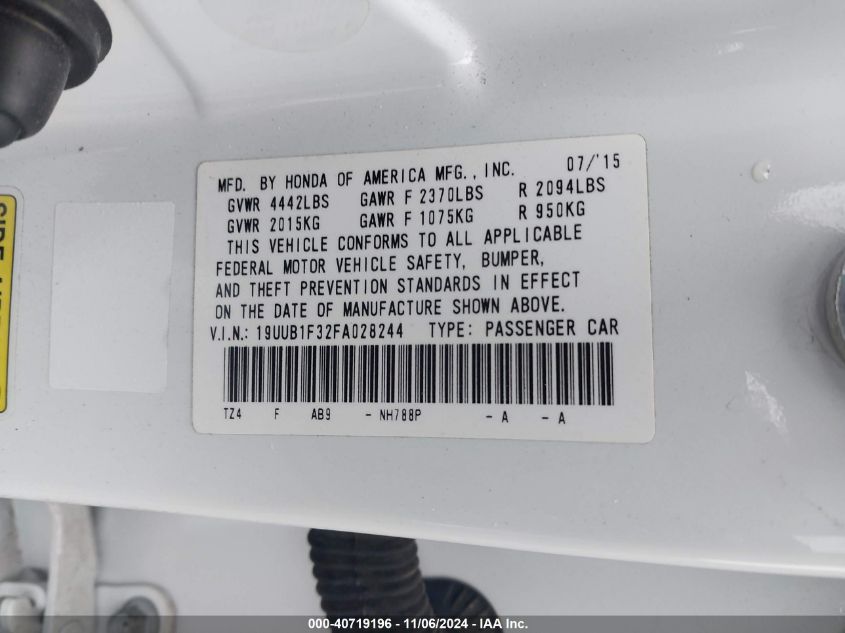 MFD. BY HONDA OF AMERICA MFG., INC. 07/'15
GVWR 4442LBS GAWR F 2370LBS R 2094LBS
GVWR 2015KG GAWR F 1075KG R 950KG
THIS VEHICLE CONFORMS TO ALL APPLICABLE
FEDERAL MOTOR VEHICLE SAFETY, BUMPER,
AND THEFT PREVENTION STANDARDS IN EFFECT
ON THE DATE OF MANUFACTURE SHOWN ABOVE.
V.I.N.: 19UUB1F32FA028244 TYPE: PASSENGER CAR
TZ4 F AB9 - NH788P - A - A
SIDE
000-40719196 - 11/06/2024 - IAA Inc.